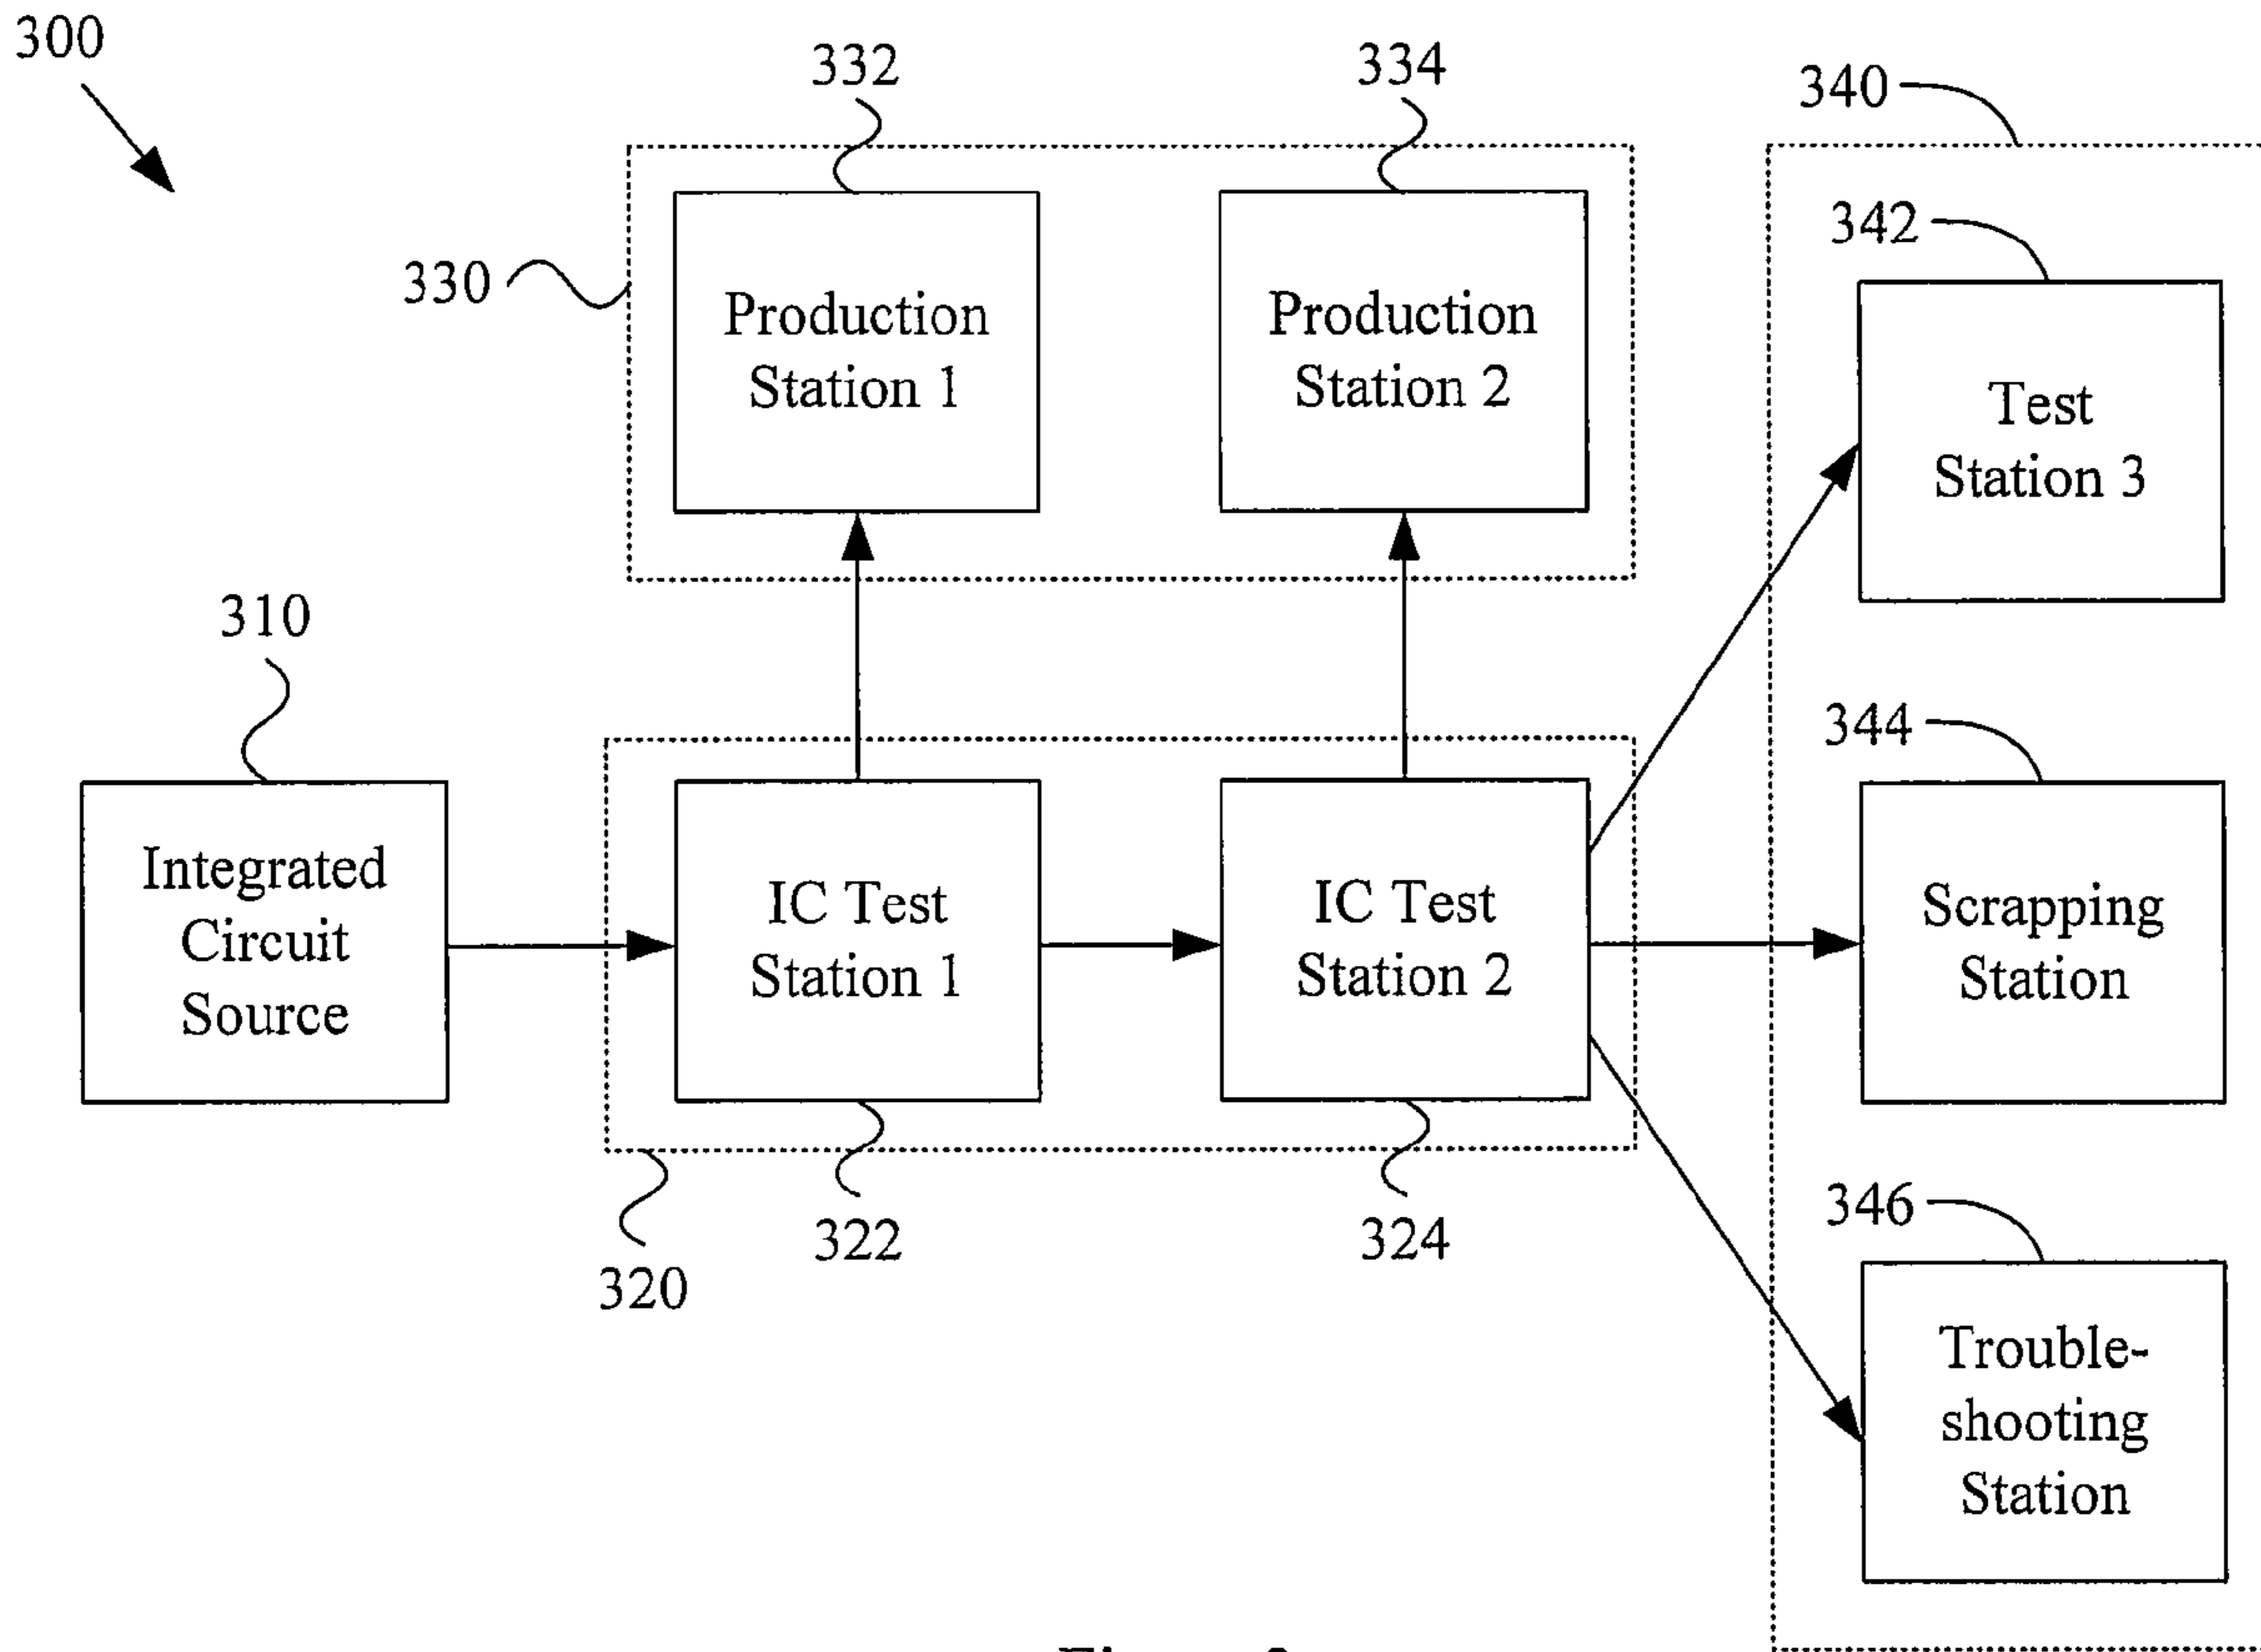 300
332
334
340
342
330
Production
Station 1
Production
Station 2
Test
Station 3
310
344
Integrated
Circuit
Source
IC Test
Station 1
IC Test
Station 2
Scrapping
Station
346
322
324
320
Trouble-
shooting
Station